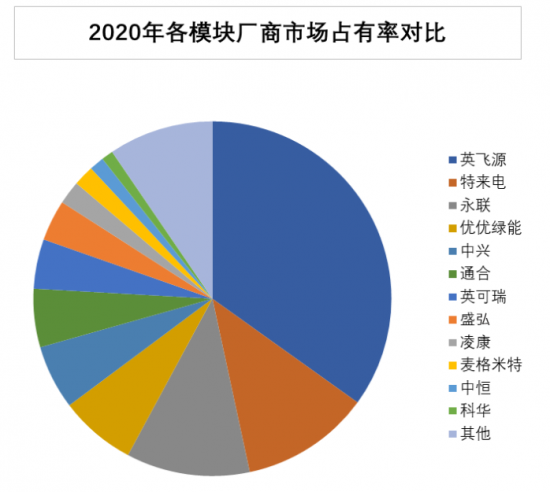 2020年各模块厂商市场占有率对比
英飞源
特来电
永联
优优绿能
中兴
通合
英可瑞
盛弘
凌康
麦格米特
中恒
科华
其他